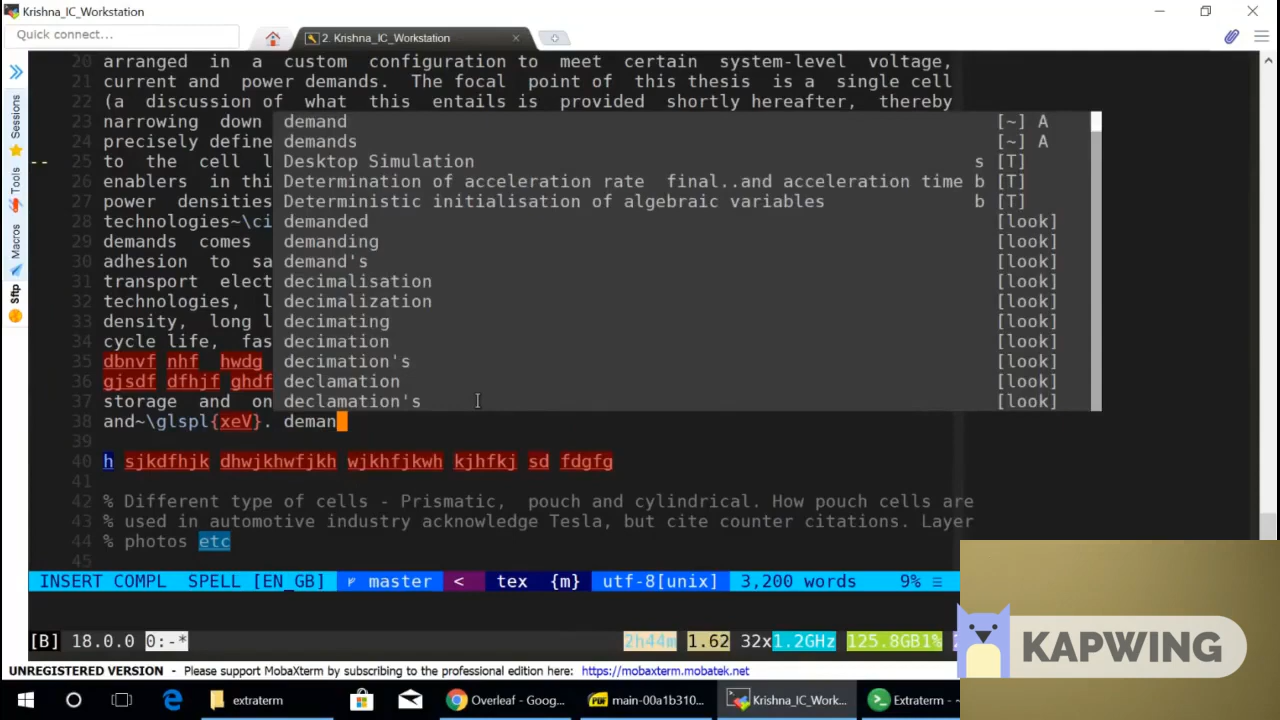 Krishna_IC_Workstation
Quick connect...
2. Krishna_IC_Workstation
Sessions
Tools
Macros
Sftp
20 arranged in a custom configuration to meet certain system-level voltage,
21 current and power demands. The focal point of this thesis is a single cell
22 (a discussion of what this entails is provided shortly hereafter, thereby
23 narrowing down demand [~] A
24 precisely define demands [~] A
-- 25 to the cell l Desktop Simulation s [T]
26 enablers in thi Determination of acceleration rate final..and acceleration time b [T]
27 power densities Deterministic initialisation of algebraic variables b [T]
28 technologies~\ci demanded [look]
29 demands comes demanding [look]
30 adhesion to sa demand's [look]
31 transport elect decimalisation [look]
32 technologies, l decimalization [look]
33 density, long l decimating [look]
34 cycle life, fas decimation [look]
35 dbnvf nhf hwdg decimation's [look]
36 gjsdf dfhjf ghdf declamation [look]
37 storage and on declamation's [look]
38 and~\glspl{xeV}. deman
39
40 h sjkdfhjk dhwjkhwfjkh wjkhfjkwh kjhfkj sd fdgfg
41
42 % Different type of cells - Prismatic, pouch and cylindrical. How pouch cells are
43 % used in automotive industry acknowledge Tesla, but cite counter citations. Layer
44 % photos etc
45
INSERT COMPL SPELL [EN_GB] master < tex {m} utf-8[unix] 3,200 words 9%
[B] 18.0.0 0:-* 2h44m 1.62 32x1.2GHz 125.8GB1%
KAPWING
UNREGISTERED VERSION - Please support MobaXterm by subscribing to the professional edition here: https://mobaxterm.mobatek.net
extraterm
Overleaf - Goog...
main-00a1b310...
Krishna_IC_Work...
Extraterm - ~